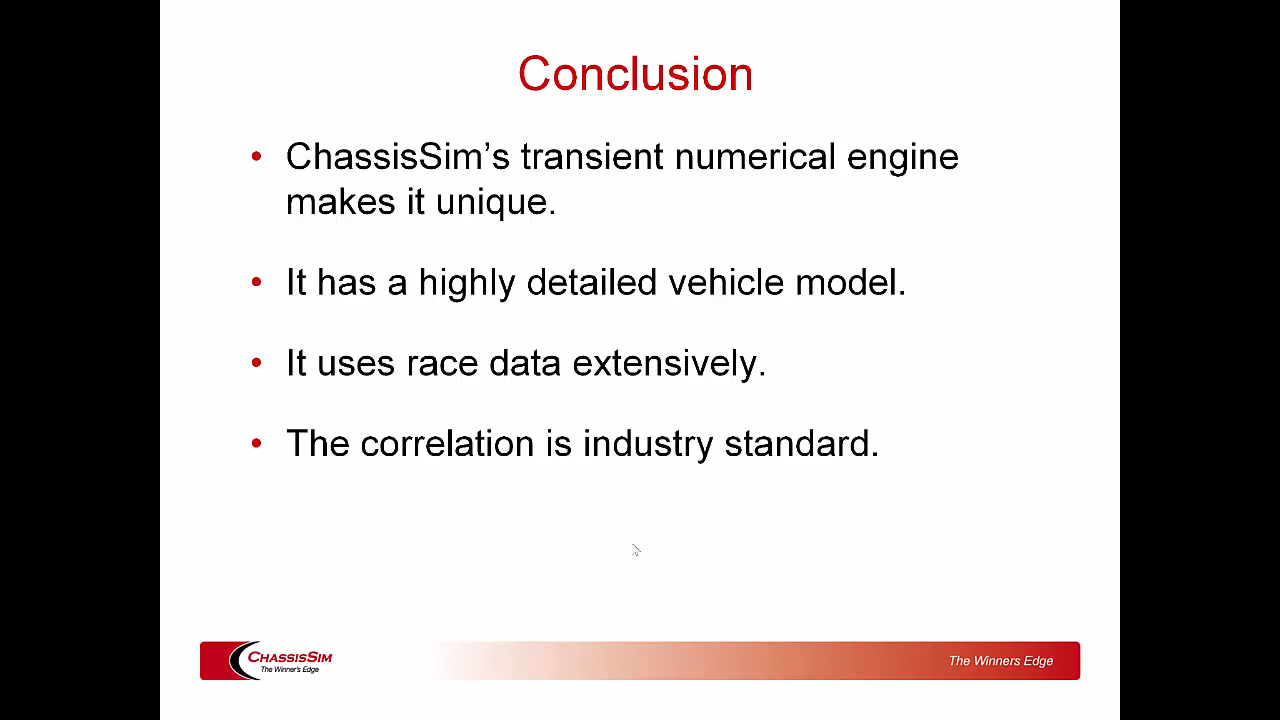 Conclusion
• ChassisSim’s transient numerical engine
makes it unique.
• It has a highly detailed vehicle model.
• It uses race data extensively.
• The correlation is industry standard.
CHASSISSIM
The Winner's Edge
The Winners Edge